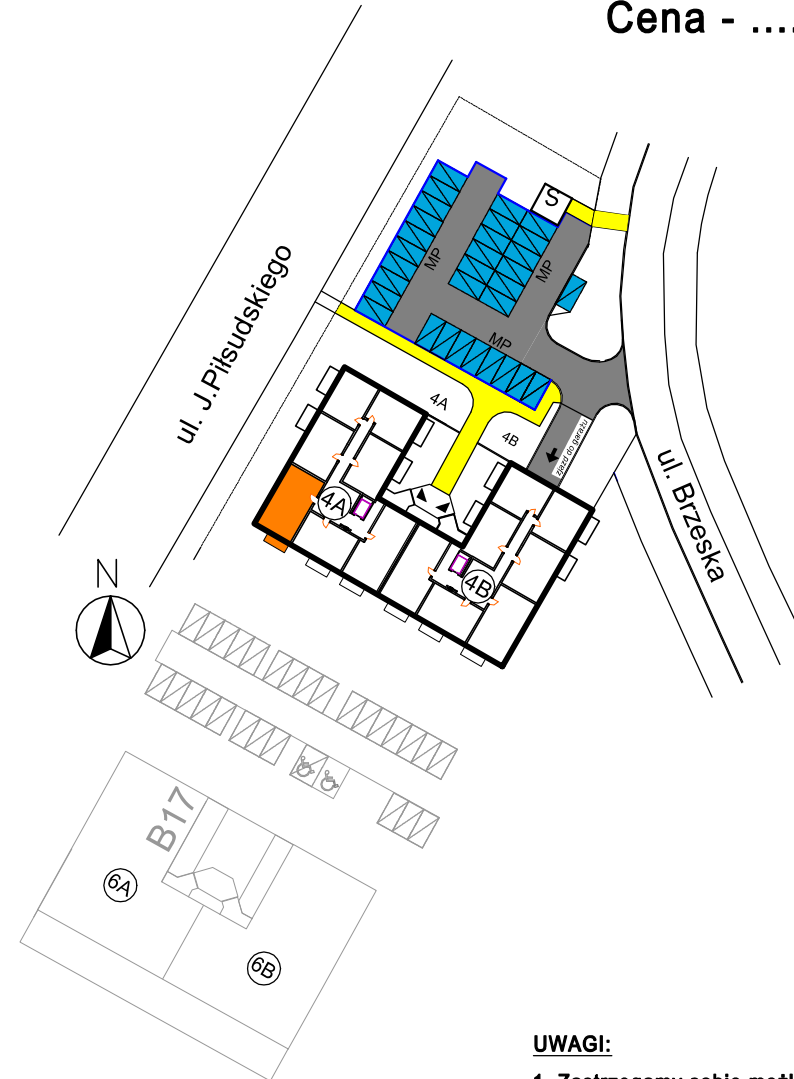 Cena - ....
S
MP
MP
ul. J.Piłsudskiego
MP
4A
4B
zjazd do garażu
ul. Brzeska
4A
4B
N
B17
6A
6B
UWAGI: